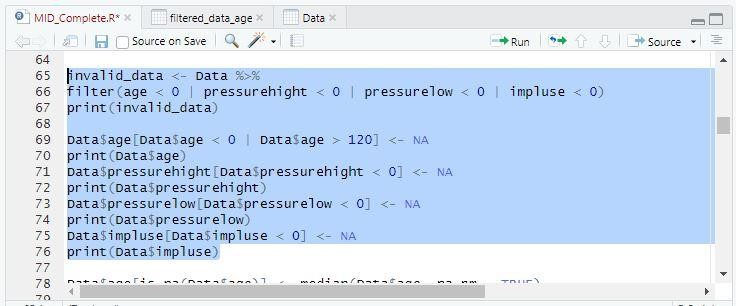 MID_Complete.R* × filtered_data_age × Data ×
Source on Save Run Source
64
65 invalid_data <- Data %>%
66 filter(age < 0 | pressurehight < 0 | pressurelow < 0 | impluse < 0)
67 print(invalid_data)
68
69 Data$age[Data$age < 0 | Data$age > 120] <- NA
70 print(Data$age)
71 Data$pressurehight[Data$pressurehight < 0] <- NA
72 print(Data$pressurehight)
73 Data$pressurelow[Data$pressurelow < 0] <- NA
74 print(Data$pressurelow)
75 Data$impluse[Data$impluse < 0] <- NA
76 print(Data$impluse)
77
78 Data$age[is.na(Data$age)] <- median(Data$age, na.rm = TRUE)
79